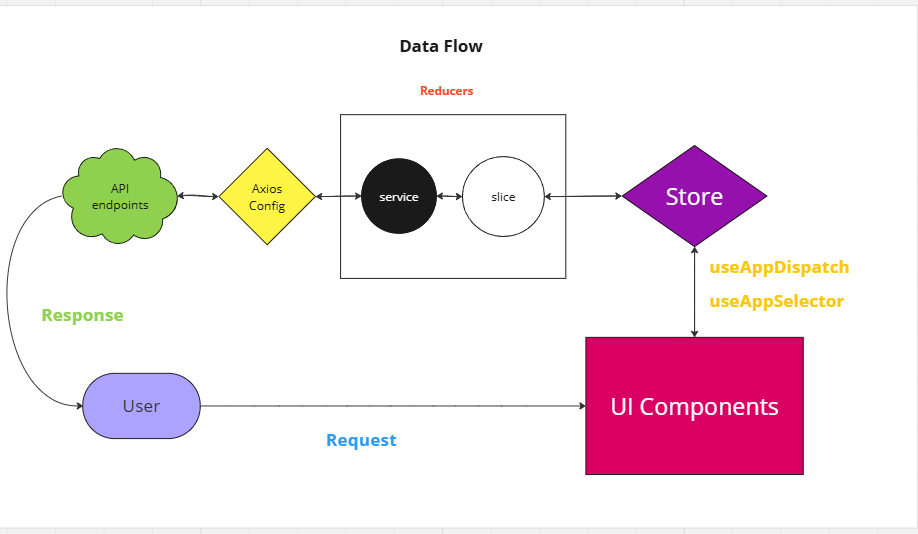 Data Flow
Reducers
API
endpoints
Axios
Config
service
slice
Store
useAppDispatch
useAppSelector
Response
User
Request
UI Components